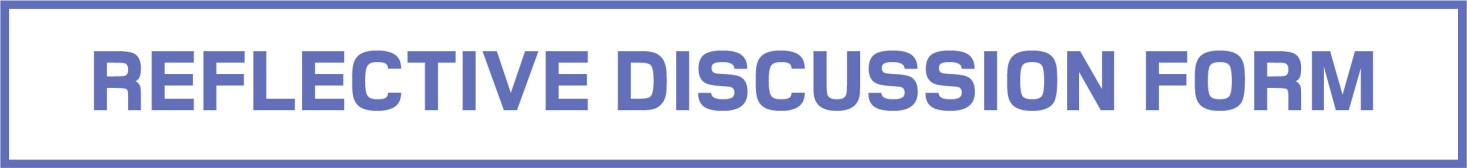 REFLECTIVE DISCUSSION FORM